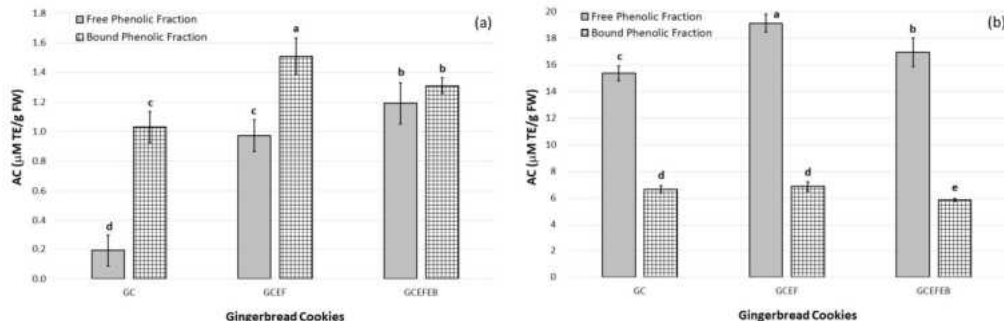 (a)
Free Phenolic Fraction
Bound Phenolic Fraction
AC (µM TE/g FW)
1.8
1.6
1.4
1.2
1.0
0.8
0.6
0.4
0.2
0.0
d
c
c
a
b
b
GC
GCEF
GCEFEB
Gingerbread Cookies
(b)
Free Phenolic Fraction
Bound Phenolic Fraction
AC (µM TE/g FW)
20
18
16
14
12
10
8
6
4
2
0
c
d
a
d
b
e
GC
GCEF
GCEFEB
Gingerbread Cookies